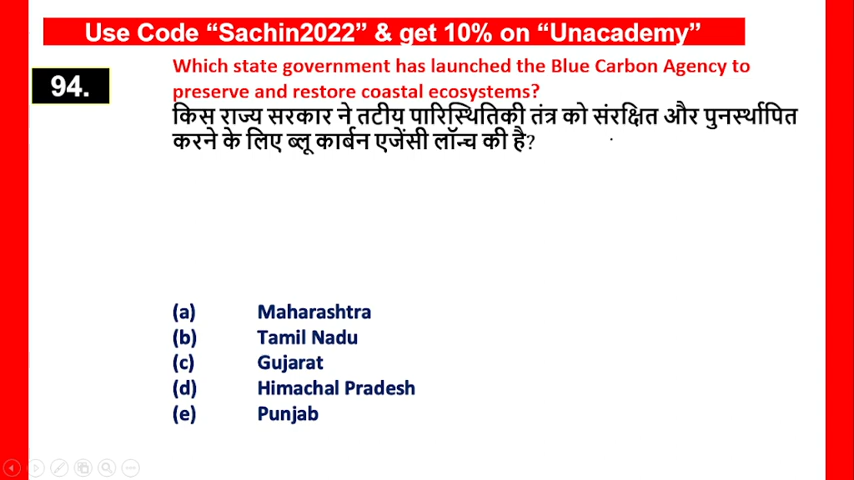 Use Code “Sachin2022” & get 10% on “Unacademy”
94.
Which state government has launched the Blue Carbon Agency to
preserve and restore coastal ecosystems?
किस राज्य सरकार ने तटीय पारिस्थितिकी तंत्र को संरक्षित और पुनर्स्थापित
करने के लिए ब्लू कार्बन एजेंसी लॉन्च की है?
(a) Maharashtra
(b) Tamil Nadu
(c) Gujarat
(d) Himachal Pradesh
(e) Punjab